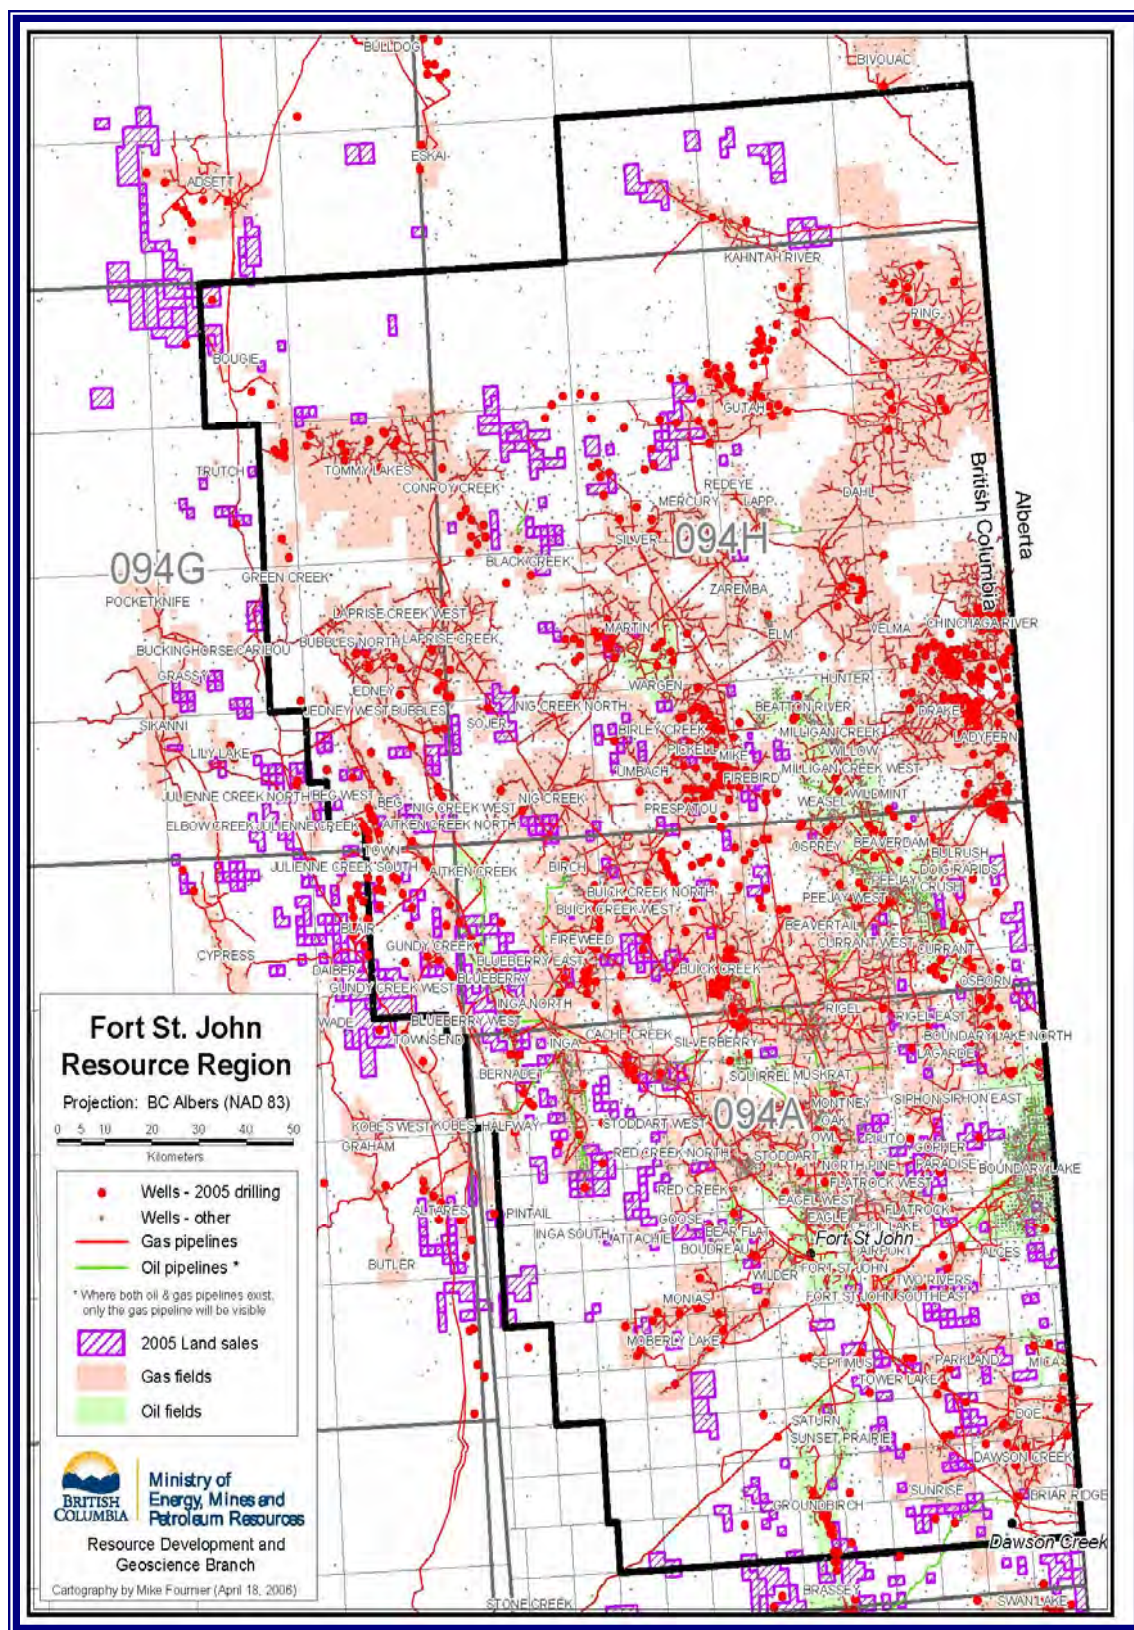 BULLDOG
BIVOUAC
ESKAI
ADSETT
KAHNTAH RIVER
RING
BOUGIE
GUTAH
TRUTCH
TOMMY LAKES
CONROY CREEK
REDEYE
MERCURY
LAPP
DAHL
British Columbia
Alberta
094H
SILVER
BLACK CREEK
094G
GREEN CREEK
ZAREMBA
POCKETKNIFE
LAPRISE CREEK WEST
MARTIN
ELM
VELMA
CHINCHAGA RIVER
BUBBLES NORTH
LAPRISE CREEK
BUCKINGHORSE
CARIBOU
GRASSY
WARGEN
HUNTER
JEDNEY
JEDNEY WEST
BUBBLES
NIG CREEK NORTH
BEATTON RIVER
DRAKE
SIKANNI
SOJER
BIRLEY CREEK
MILLIGAN CREEK
LADYFERN
LILY LAKE
PICKELL
MIKE
WILLOW
UMBACH
FIREBIRD
MILLIGAN CREEK WEST
JULIENNE CREEK NORTH
BEG WEST
BEG
NIG CREEK WEST
NIG CREEK
PRESPATOU
WEASEL
WILDMINT
ELBOW CREEK
JULIENNE CREEK
AITKEN CREEK NORTH
OSPREY
BEAVERDAM
TOWN
BULRUSH
JULIENNE CREEK SOUTH
AITKEN CREEK
BIRCH
DOIG RAPIDS
PEEJAY
CRUSH
BUICK CREEK NORTH
PEEJAY WEST
BUICK CREEK WEST
BLAIR
BEAVERTAIL
GUNDY CREEK
FIREWEED
CURRANT WEST
CURRANT
CYPRESS
BLUEBERRY EAST
DAIBER
BLUEBERRY
BUICK CREEK
OSBORN
GUNDY CREEK WEST
INGA NORTH
RIGEL
WADE
BLUEBERRY WEST
RIGEL EAST
TOWNSEND
INGA
CACHE CREEK
SILVERBERRY
BOUNDARY LAKE NORTH
LAGARDE
BERNADET
SQUIRREL
MUSKRAT
094A
MONTNEY
SIPHON
SIPHON EAST
OAK
KOBES WEST
KOBES
HALFWAY
STODDART WEST
OWL
PLUTO
GRAHAM
RED CREEK NORTH
STODDART
GOPHER
NORTH PINE
PARADISE
BOUNDARY LAKE
FLATROCK WEST
RED CREEK
EAGLE WEST
FLATROCK
ALTARES
PINTAIL
GOOSE
EAGLE
CECIL LAKE
INGA SOUTH
ATTACHIE
BEAR FLAT
Fort St John
BOUDREAU
AIRPORT
ALCES
BUTLER
WILDER
FORT ST JOHN
TWO RIVERS
MONIAS
FORT ST JOHN SOUTHEAST
MOBERLY LAKE
SEPTIMUS
PARKLAND
MICA
TOWER LAKE
SATURN
DOE
SUNSET PRAIRIE
DAWSON CREEK
SUNRISE
GROUNDBIRCH
BRIAR RIDGE
Dawson Creek
BRASSEY
STONE CREEK
SWAN LAKE
Fort St. John
Resource Region
Projection: BC Albers (NAD 83)
0 5 10 20 30 40 50
Kilometers
Wells - 2005 drilling
Wells - other
Gas pipelines
Oil pipelines *
* Where both oil & gas pipelines exist,
only the gas pipeline will be visible
2005 Land sales
Gas fields
Oil fields
BRITISH
COLUMBIA
Ministry of
Energy, Mines and
Petroleum Resources
Resource Development and
Geoscience Branch
Cartography by Mike Fournier (April 18, 2006)